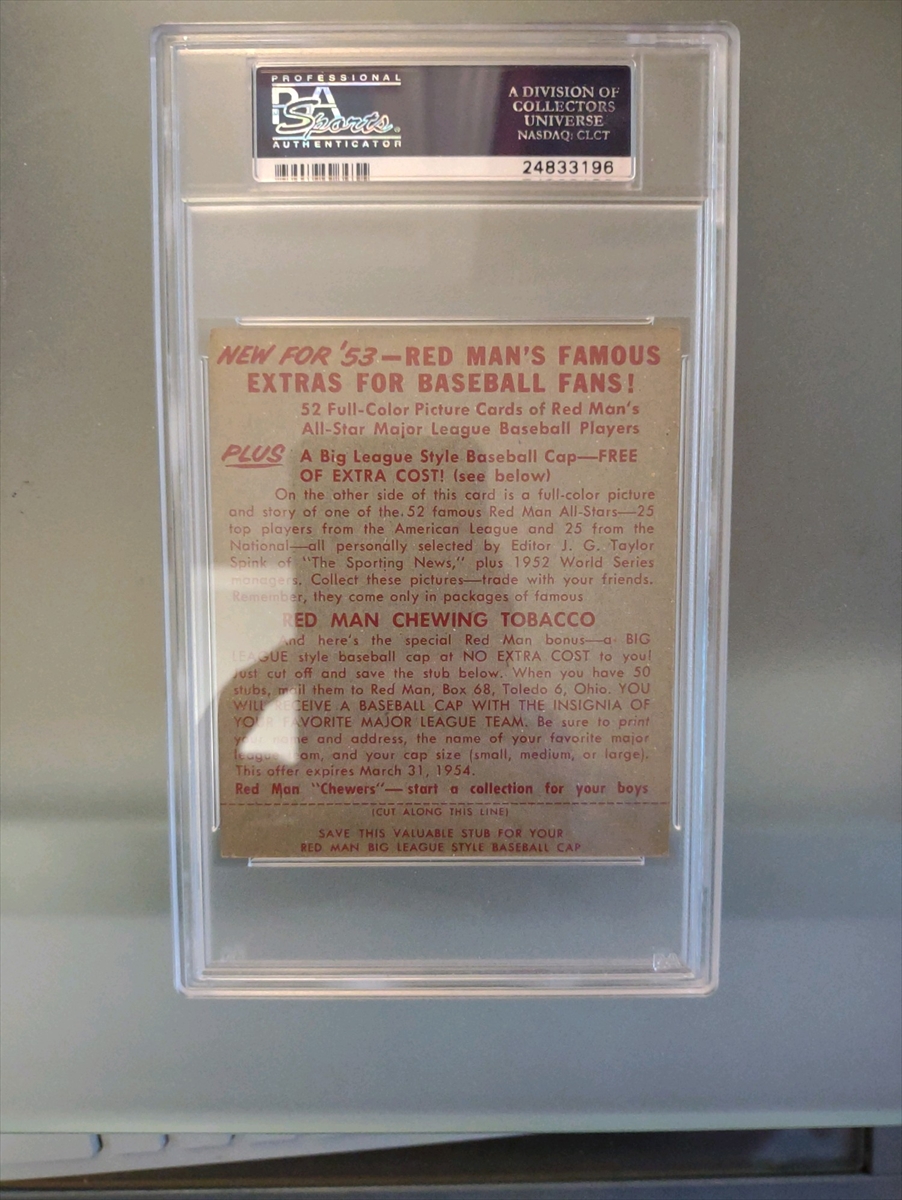 PROFESSIONAL
PSA
Sports
AUTHENTICATOR
A DIVISION OF
COLLECTORS
UNIVERSE
NASDAQ: CLCT
24833196
NEW FOR '53—RED MAN'S FAMOUS
EXTRAS FOR BASEBALL FANS!
52 Full-Color Picture Cards of Red Man's
All-Star Major League Baseball Players
PLUS A Big League Style Baseball Cap—FREE
OF EXTRA COST! (see below)
On the other side of this card is a full-color picture
and story of one of the 52 famous Red Man All-Stars—25
top players from the American League and 25 from the
National—all personally selected by Editor J. G. Taylor
Spink of "The Sporting News," plus 1952 World Series
managers. Collect these pictures—trade with your friends.
Remember, they come only in packages of famous
RED MAN CHEWING TOBACCO
And here's the special Red Man bonus—a BIG
LEAGUE style baseball cap at NO EXTRA COST to you!
Just cut off and save the stub below. When you have 50
stubs, mail them to Red Man, Box 68, Toledo 6, Ohio. YOU
WILL RECEIVE A BASEBALL CAP WITH THE INSIGNIA OF
YOUR FAVORITE MAJOR LEAGUE TEAM. Be sure to print
your name and address, the name of your favorite major
league team, and your cap size (small, medium, or large).
This offer expires March 31, 1954.
Red Man "Chewers"—start a collection for your boys
(CUT ALONG THIS LINE)
SAVE THIS VALUABLE STUB FOR YOUR
RED MAN BIG LEAGUE STYLE BASEBALL CAP